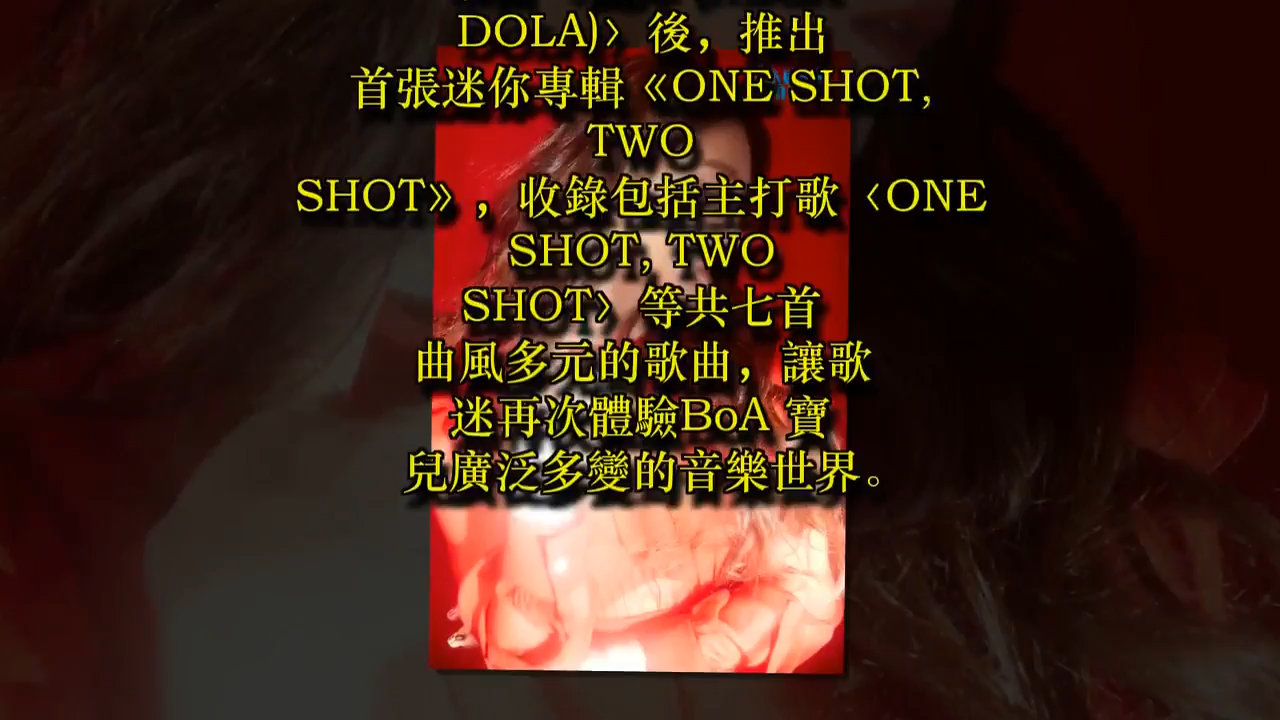 DOLA)〉後，推出
首張迷你專輯《ONE SHOT,
TWO
SHOT》，收錄包括主打歌〈ONE
SHOT, TWO
SHOT〉等共七首
曲風多元的歌曲，讓歌
迷再次體驗BoA 寶
兒廣泛多變的音樂世界。